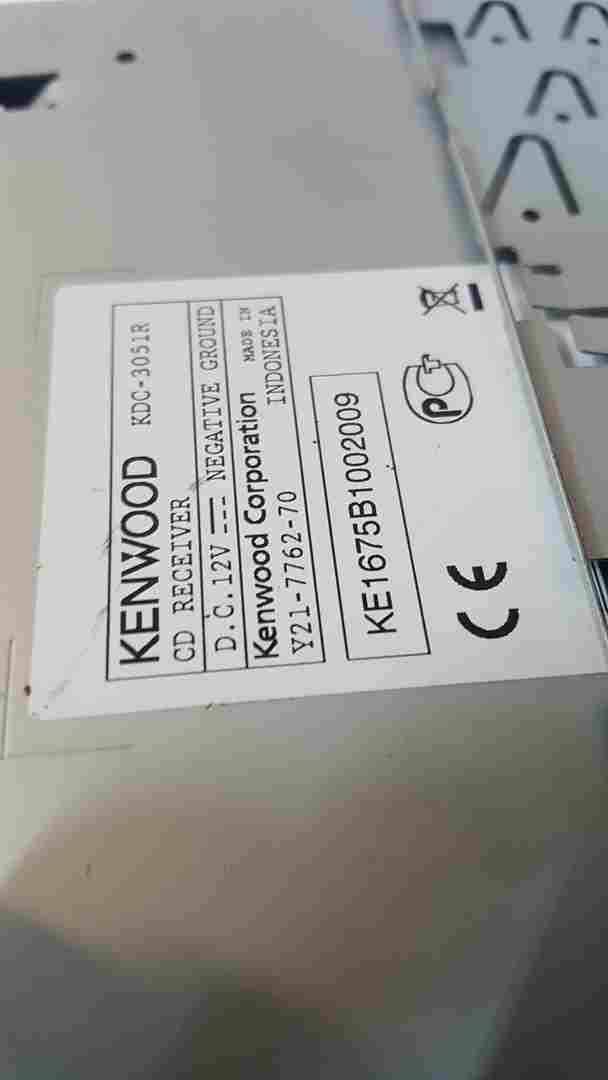 KENWOOD KDC-3051R
CD RECEIVER
D.C.12V NEGATIVE GROUND
Kenwood Corporation MADE IN
Y21-7762-70 INDONESIA
KE1675B1002009
CE
PCT